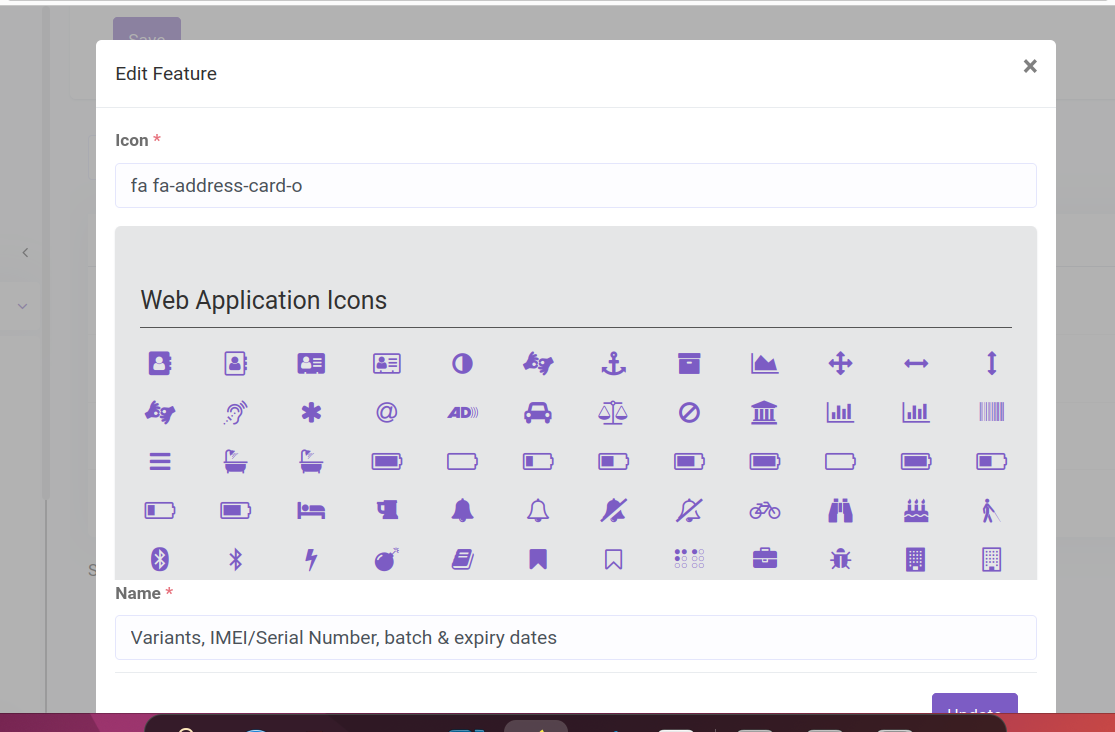 Save
Edit Feature
×
Icon *
fa fa-address-card-o
Web Application Icons
Name *
Variants, IMEI/Serial Number, batch & expiry dates
Update